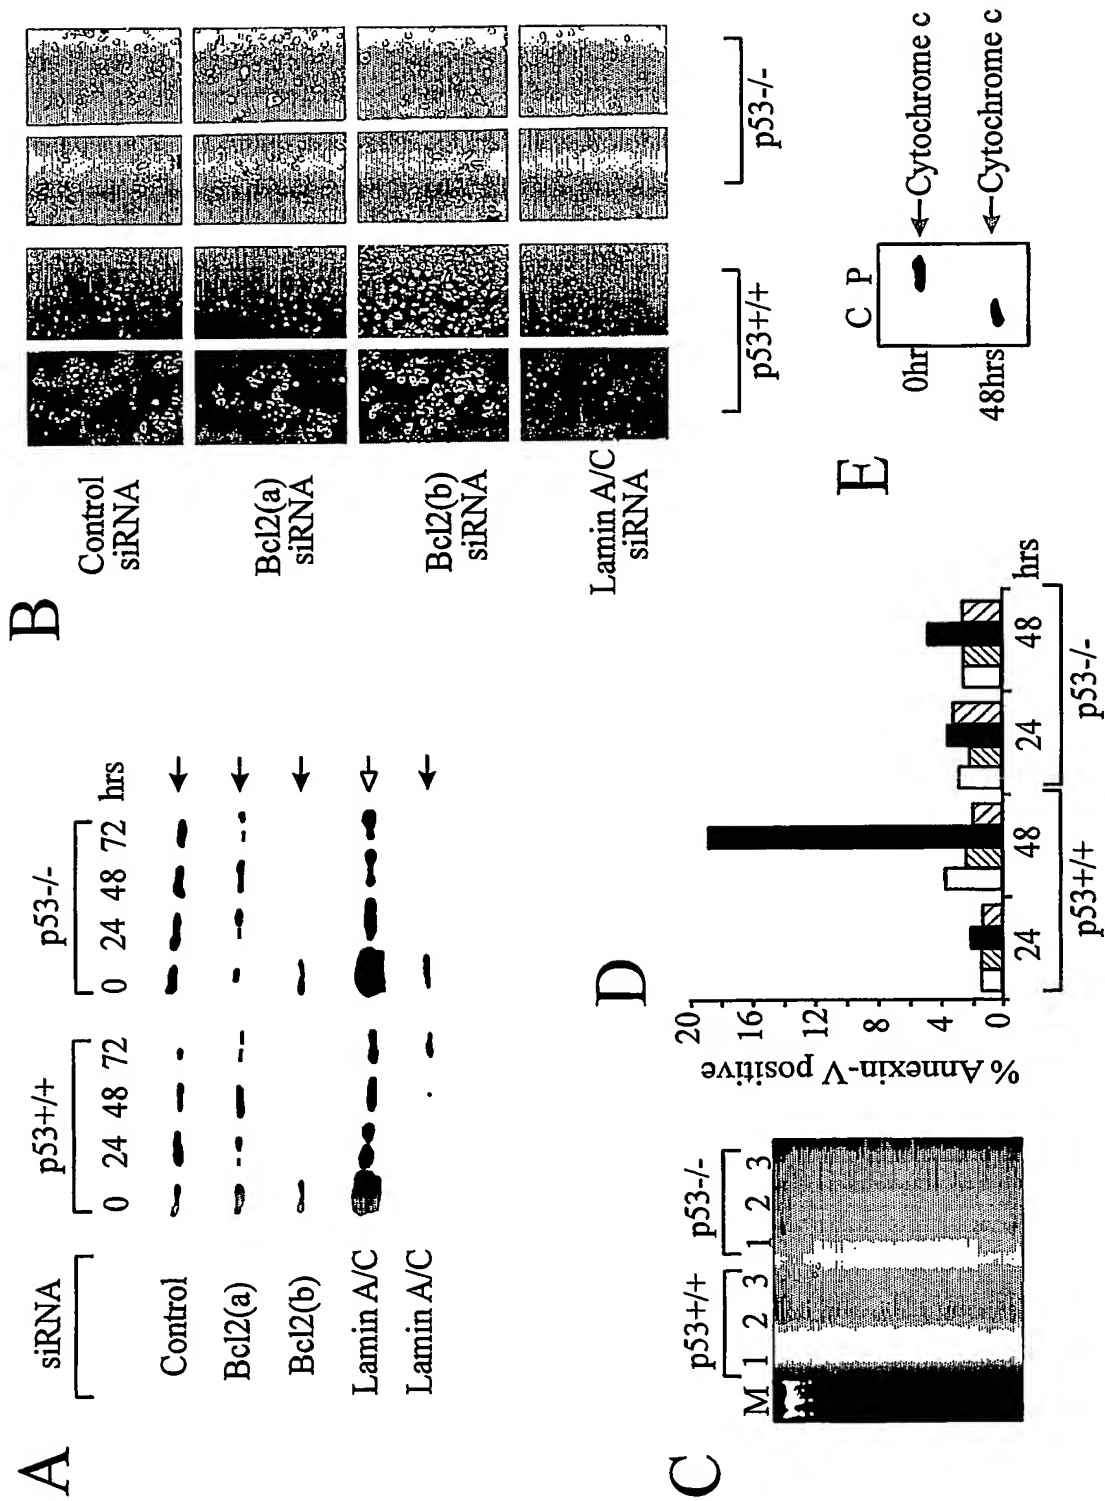 A
siRNA
p53+/+ p53-/-
0 24 48 72 0 24 48 72 hrs
Control
Bcl2(a)
Bcl2(b)
Lamin A/C
Lamin A/C
B
Control
siRNA
Bcl2(a)
siRNA
Bcl2(b)
siRNA
Lamin A/C
siRNA
p53+/+ p53-/-
C
p53+/+ p53-/-
M 1 2 3 1 2 3
D
% Annexin-V positive
20
16
12
8
4
0
24 48 24 48 hrs
p53+/+ p53-/-
E
C P
0hr Cytochrome c
48hrs Cytochrome c